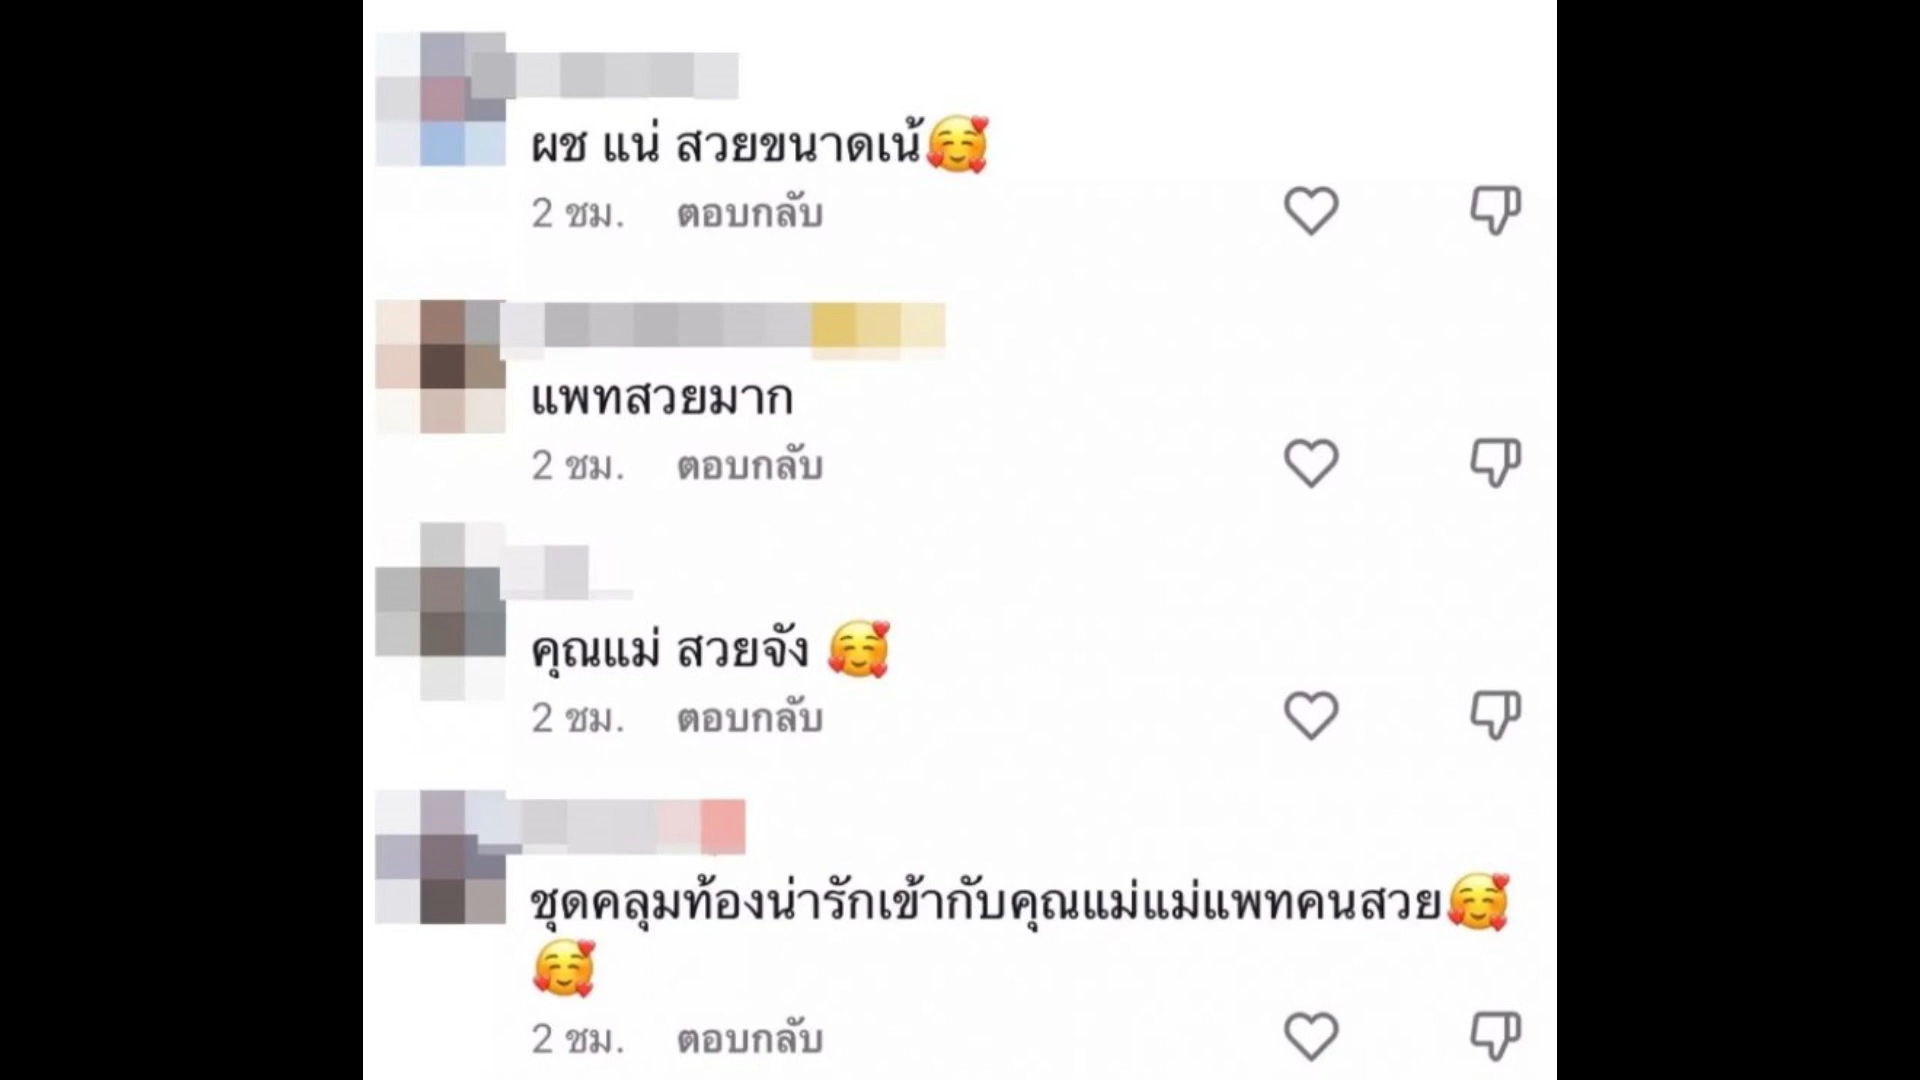 ผช แน่ สวยขนาดเน้🥰
2 ชม. ตอบกลับ
แพทสวยมาก
2 ชม. ตอบกลับ
คุณแม่ สวยจัง 🥰
2 ชม. ตอบกลับ
ชุดคลุมท้องน่ารักเข้ากับคุณแม่แม่แพทคนสวย🥰
🥰
2 ชม. ตอบกลับ